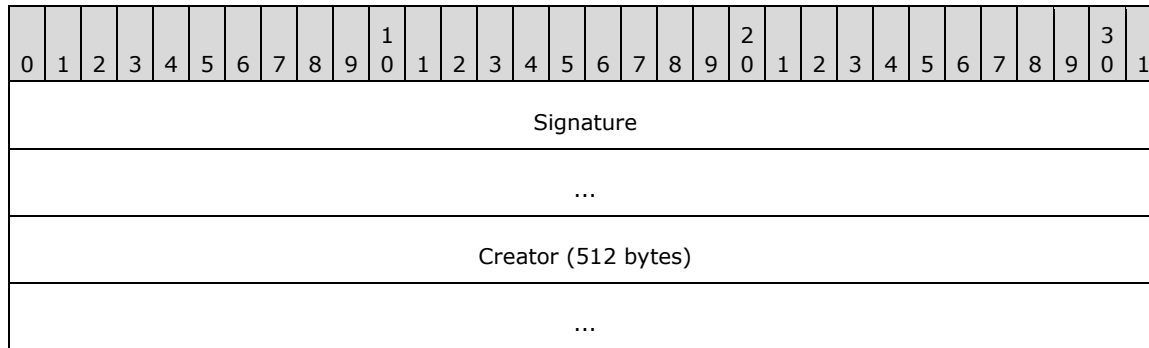 0 1 2 3 4 5 6 7 8 9 1 0 1 2 3 4 5 6 7 8 9 2 0 1 2 3 4 5 6 7 8 9 3 0 1
Signature
...
Creator (512 bytes)
...